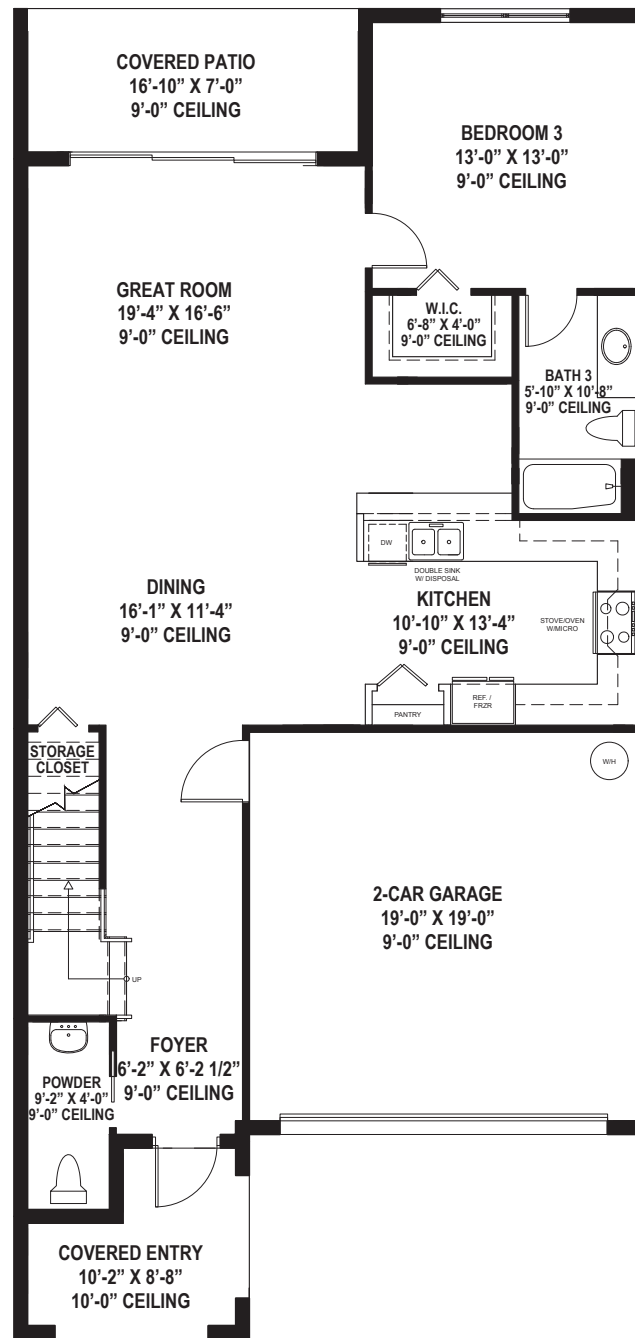 COVERED PATIO
16’-10” X 7’-0”
9’-0” CEILING
BEDROOM 3
13’-0” X 13’-0”
9’-0” CEILING
GREAT ROOM
19’-4” X 16’-6”
9’-0” CEILING
W.I.C.
6’-8” X 4’-0”
9’-0” CEILING
BATH 3
5’-10” X 10’-8”
9’-0” CEILING
DW
DOUBLE SINK
W/ DISPOSAL
DINING
16’-1” X 11’-4”
9’-0” CEILING
KITCHEN
10’-10” X 13’-4”
9’-0” CEILING
STOVE/OVEN
W/MICRO
REF. /
FRZR
PANTRY
STORAGE
CLOSET
W/H
2-CAR GARAGE
19’-0” X 19’-0”
9’-0” CEILING
UP
FOYER
6’-2” X 6’-2 1/2”
9’-0” CEILING
POWDER
9’-2” X 4’-0”
9’-0” CEILING
COVERED ENTRY
10’-2” X 8’-8”
10’-0” CEILING